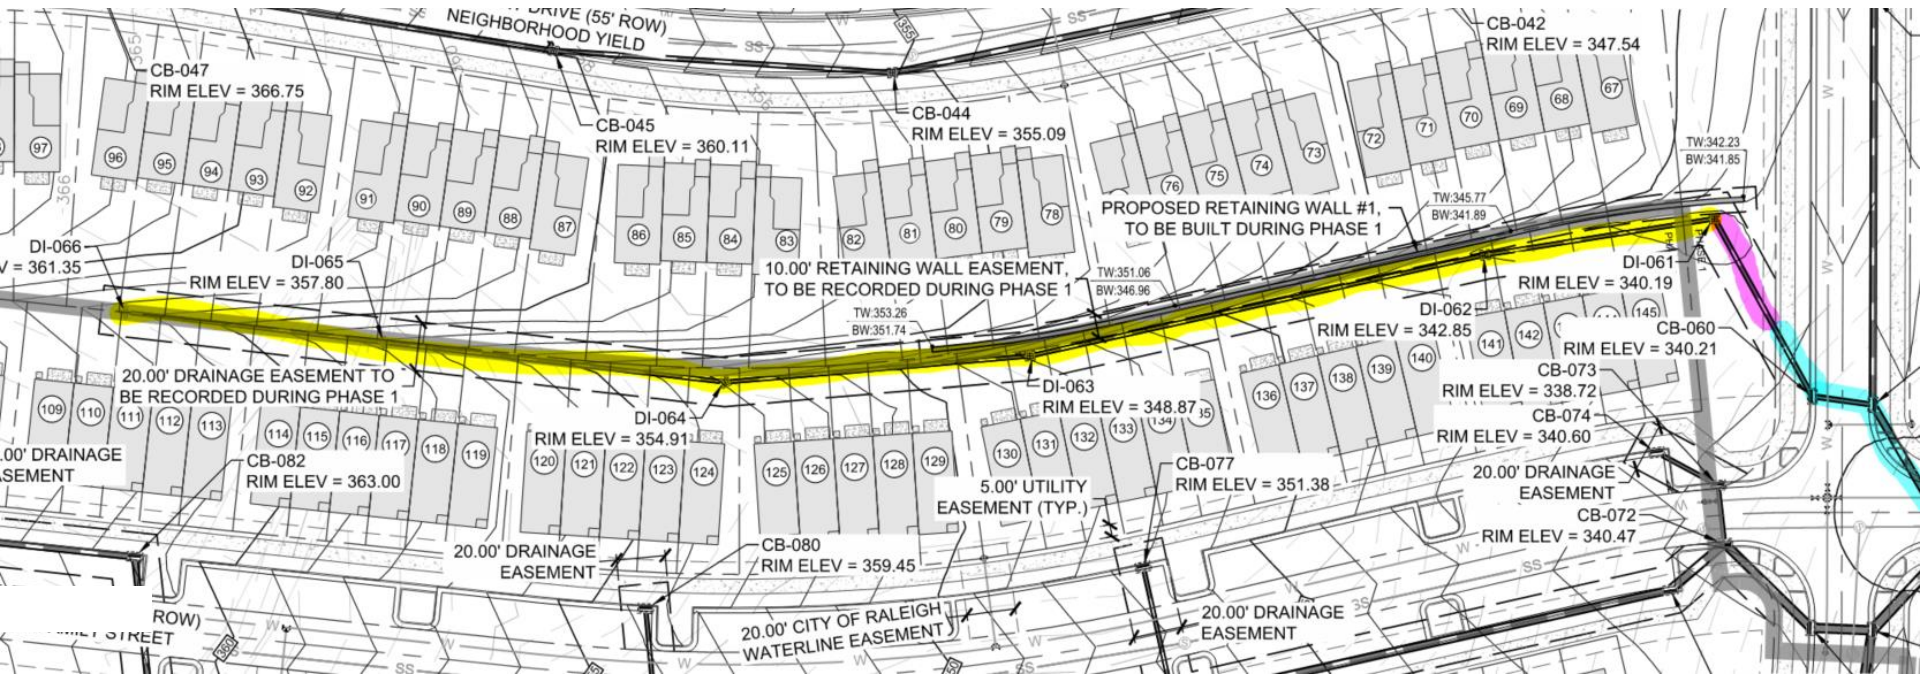 DRIVE (55' ROW)
NEIGHBORHOOD YIELD
SS
W
SS
355
CB-042
RIM ELEV = 347.54
CB-047
RIM ELEV = 366.75
365
CB-045
RIM ELEV = 360.11
CB-044
RIM ELEV = 355.09
97
96
95
94
93
92
91
90
89
88
87
86
85
84
83
82
81
80
79
78
76
75
74
73
72
71
70
69
68
67
366
TW:342.23
BW:341.85
TW:345.77
BW:341.89
PROPOSED RETAINING WALL #1,
TO BE BUILT DURING PHASE 1
DI-066
V = 361.35
DI-065
RIM ELEV = 357.80
10.00' RETAINING WALL EASEMENT,
TO BE RECORDED DURING PHASE 1
TW:351.06
BW:346.96
TW:353.26
BW:351.74
DI-061
RIM ELEV = 340.19
DI-062
RIM ELEV = 342.85
CB-060
RIM ELEV = 340.21
CB-073
RIM ELEV = 338.72
CB-074
RIM ELEV = 340.60
20.00' DRAINAGE EASEMENT TO
BE RECORDED DURING PHASE 1
DI-064
RIM ELEV = 354.91
DI-063
RIM ELEV = 348.87
109
110
111
112
113
114
115
116
117
118
119
120
121
122
123
124
125
126
127
128
129
130
131
132
133
134
35
136
137
138
139
140
141
142
145
.00' DRAINAGE
ASEMENT
CB-082
RIM ELEV = 363.00
CB-077
RIM ELEV = 351.38
5.00' UTILITY
EASEMENT (TYP.)
20.00' DRAINAGE
EASEMENT
CB-072
RIM ELEV = 340.47
20.00' DRAINAGE
EASEMENT
CB-080
RIM ELEV = 359.45
20.00' CITY OF RALEIGH
WATERLINE EASEMENT
20.00' DRAINAGE
EASEMENT
ROW)
STREET
360
W
SS
W
W
SS
W
SS
W
W